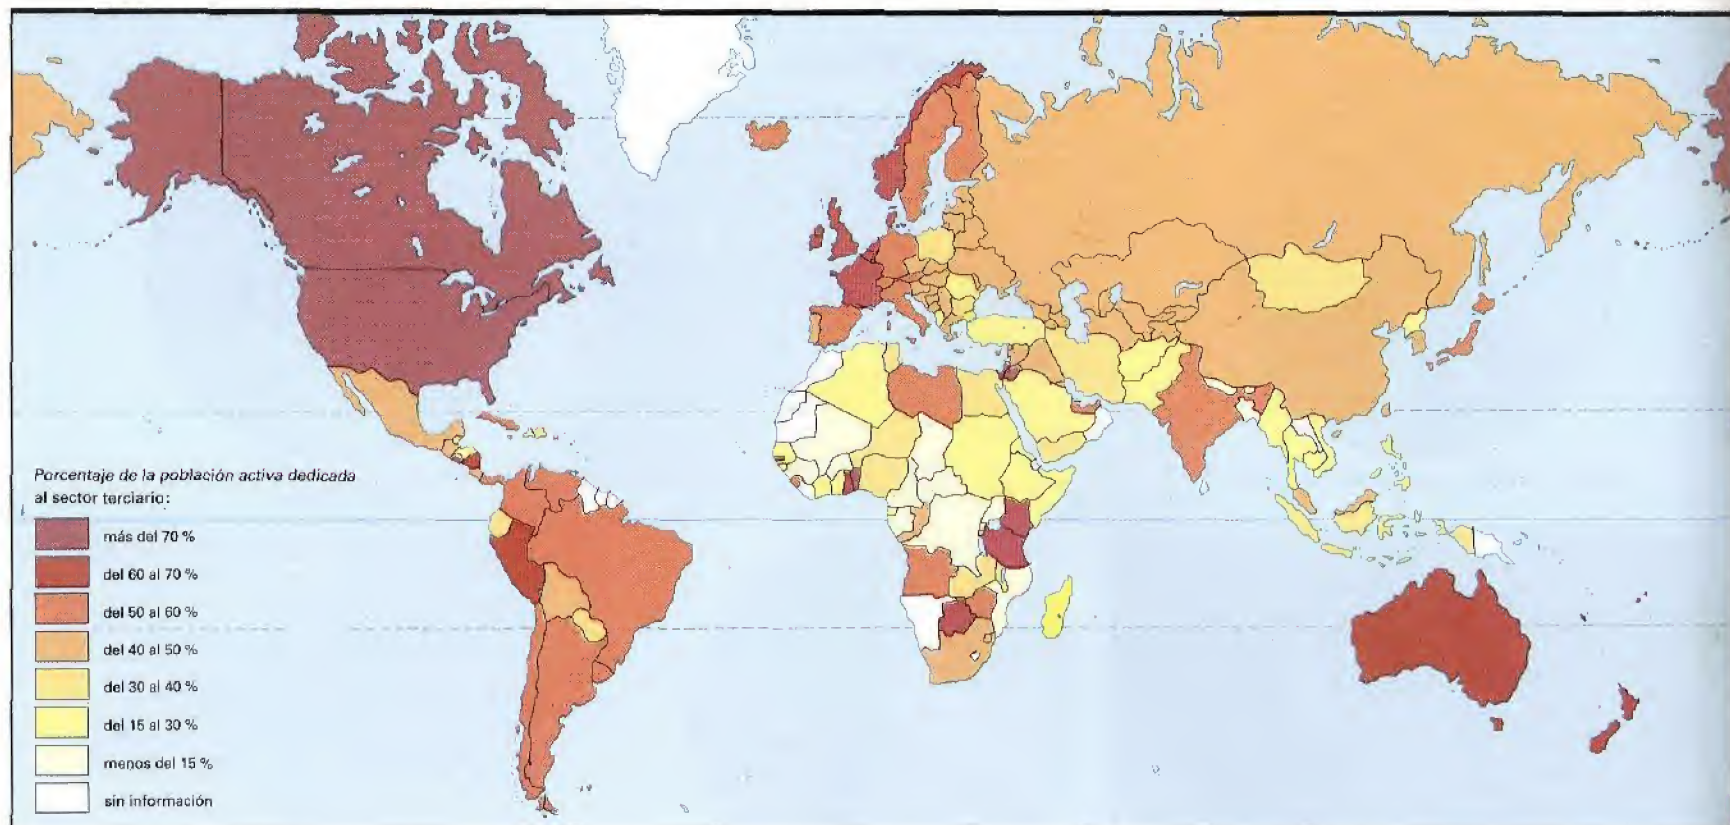 Porcentaje de la población activa dedicada
al sector terciario:
más del 70 %
del 60 al 70 %
del 50 al 60 %
del 40 al 50 %
del 30 al 40 %
del 15 al 30 %
menos del 15 %
sin información